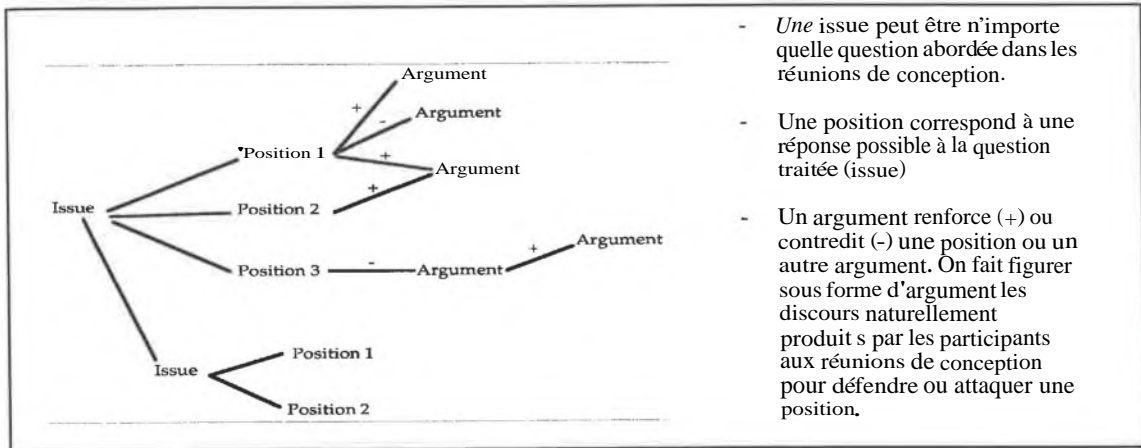 Argument
+
-
Argument
Position 1
+
Argument
+
Issue
Position 2
Argument
+
Position 3
-
Argument
Position 1
Issue
Position 2
- Une issue peut être n'importe
quelle question abordée dans les
réunions de conception.
- Une position correspond à une
réponse possible à la question
traitée (issue)
- Un argument renforce (+) ou
contredit (-) une position ou un
autre argument. On fait figurer
sous forme d'argument les
discours naturellement
produit s par les participants
aux réunions de conception
pour défendre ou attaquer une
position.